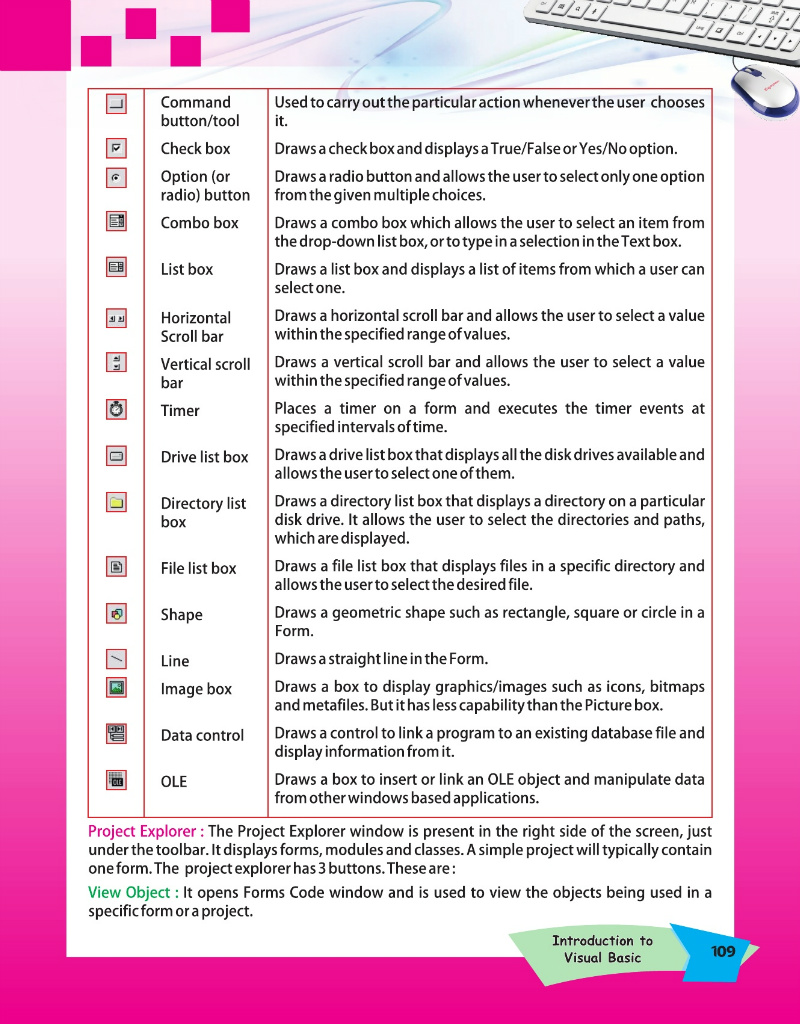 Command Used to carry out the particular action whenever the user chooses
button/tool it.
Check box Draws a check box and displays a True/False or Yes/No option.
Option (or Draws a radio button and allows the user to select only one option
radio) button from the given multiple choices.
Combo box Draws a combo box which allows the user to select an item from
the drop-down list box, or to type in a selection in the Text box.
List box Draws a list box and displays a list of items from which a user can
select one.
Horizontal Draws a horizontal scroll bar and allows the user to select a value
Scroll bar within the specified range of values.
Vertical scroll Draws a vertical scroll bar and allows the user to select a value
bar within the specified range of values.
Timer Places a timer on a form and executes the timer events at
specified intervals of time.
Drive list box Draws a drive list box that displays all the disk drives available and
allows the user to select one of them.
Directory list Draws a directory list box that displays a directory on a particular
box disk drive. It allows the user to select the directories and paths,
which are displayed.
File list box Draws a file list box that displays files in a specific directory and
allows the user to select the desired file.
Shape Draws a geometric shape such as rectangle, square or circle in a
Form.
Line Draws a straight line in the Form.
Image box Draws a box to display graphics/images such as icons, bitmaps
and metafiles. But it has less capability than the Picture box.
Data control Draws a control to link a program to an existing database file and
display information from it.
OLE Draws a box to insert or link an OLE object and manipulate data
from other windows based applications.
Project Explorer : The Project Explorer window is present in the right side of the screen, just
under the toolbar. It displays forms, modules and classes. A simple project will typically contain
one form. The project explorer has 3 buttons. These are :
View Object : It opens Forms Code window and is used to view the objects being used in a
specific form or a project.
Introduction to
Visual Basic
109